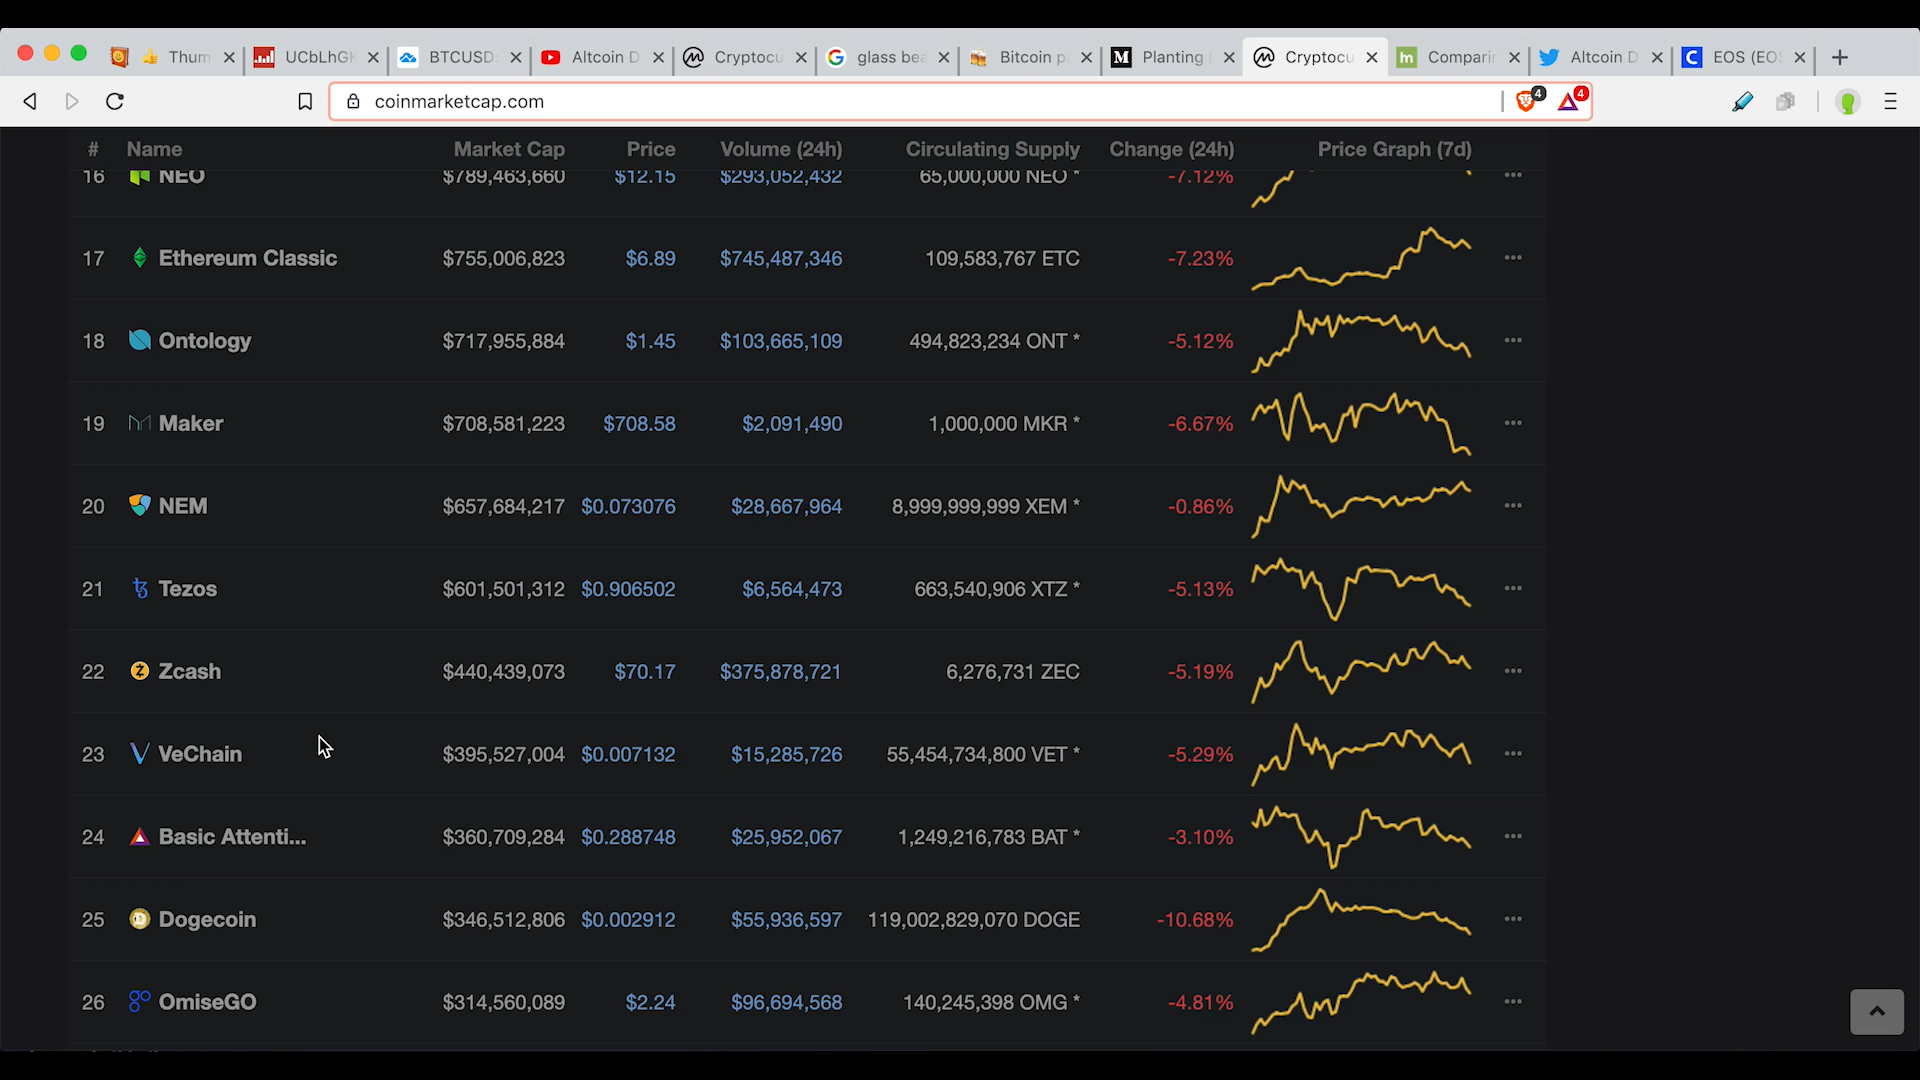 Thum
UCbLhGK
BTCUSD
Altcoin D
Cryptocu
glass bea
Bitcoin p
Planting
Cryptocu
Comparin
Altcoin D
EOS (EOS
coinmarketcap.com
4
4
# Name Market Cap Price Volume (24h) Circulating Supply Change (24h) Price Graph (7d)
16 NEO $789,463,660 $12.15 $293,052,432 65,000,000 NEO * -7.12%
17 Ethereum Classic $755,006,823 $6.89 $745,487,346 109,583,767 ETC -7.23%
18 Ontology $717,955,884 $1.45 $103,665,109 494,823,234 ONT * -5.12%
19 Maker $708,581,223 $708.58 $2,091,490 1,000,000 MKR * -6.67%
20 NEM $657,684,217 $0.073076 $28,667,964 8,999,999,999 XEM * -0.86%
21 Tezos $601,501,312 $0.906502 $6,564,473 663,540,906 XTZ * -5.13%
22 Zcash $440,439,073 $70.17 $375,878,721 6,276,731 ZEC -5.19%
23 VeChain $395,527,004 $0.007132 $15,285,726 55,454,734,800 VET * -5.29%
24 Basic Attenti... $360,709,284 $0.288748 $25,952,067 1,249,216,783 BAT * -3.10%
25 Dogecoin $346,512,806 $0.002912 $55,936,597 119,002,829,070 DOGE -10.68%
26 OmiseGO $314,560,089 $2.24 $96,694,568 140,245,398 OMG * -4.81%